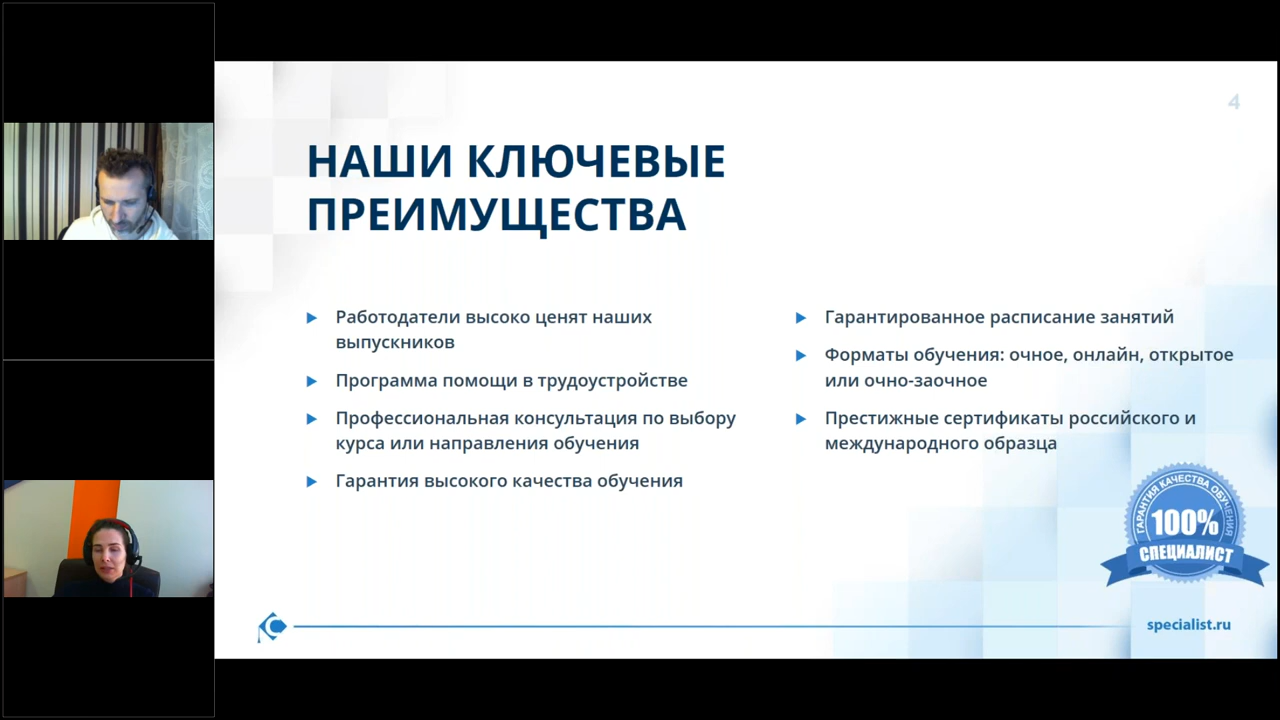 4
НАШИ КЛЮЧЕВЫЕ
ПРЕИМУЩЕСТВА
Работодатели высоко ценят наших
выпускников
Программа помощи в трудоустройстве
Профессиональная консультация по выбору
курса или направления обучения
Гарантия высокого качества обучения
Гарантированное расписание занятий
Форматы обучения: очное, онлайн, открытое
или очно-заочное
Престижные сертификаты российского и
международного образца
ГАРАНТИЯ КАЧЕСТВА ОБУЧЕНИЯ
100%
СПЕЦИАЛИСТ
specialist.ru